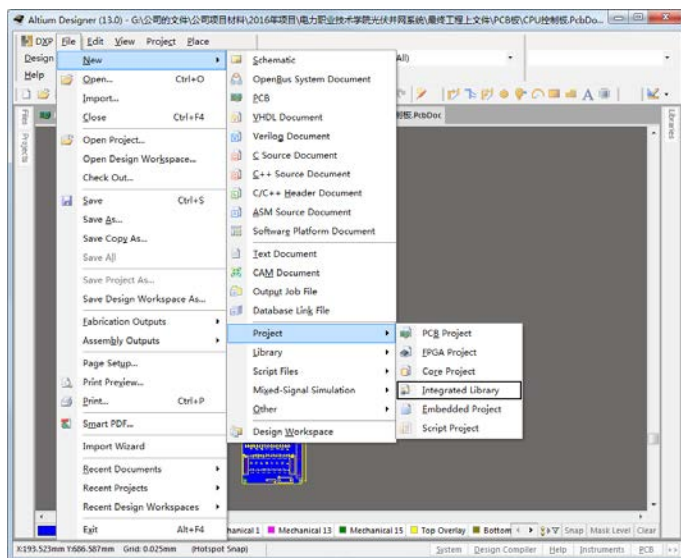 Altium Designer (13.0) - G:\公司的文件\公司项目材料\2016年项目\电力职业技术学院光伏并网系统\最终工程上文件\PCB板\CPU控制板.PcbDo...
DXP File Edit View Project Place
Design
Help
All)
制板.PcbDoc
Files
Projects
Libraries
New
Open... Ctrl+O
Import...
Close Ctrl+F4
Open Project...
Open Design Workspace...
Check Out...
Save Ctrl+S
Save As...
Save Copy As...
Save All
Save Project As...
Save Design Workspace As...
Fabrication Outputs
Assembly Outputs
Page Setup...
Print Preview...
Print... Ctrl+P
Smart PDF...
Import Wizard
Recent Documents
Recent Projects
Recent Design Workspaces
Exit Alt+F4
Schematic
OpenBus System Document
PCB
VHDL Document
Verilog Document
C Source Document
C++ Source Document
C/C++ Header Document
ASM Source Document
Software Platform Document
Text Document
CAM Document
Output Job File
Database Link File
Project
Library
Script Files
Mixed-Signal Simulation
Other
Design Workspace
PCB Project
FPGA Project
Core Project
Integrated Library
Embedded Project
Script Project
hanical 1 Mechanical 13 Mechanical 15 Top Overlay Bottom Snap Mask Level Clear
X:193.523mm Y:686.587mm Grid: 0.025mm (Hotspot Snap) System Design Compiler Help Instruments PCB >>